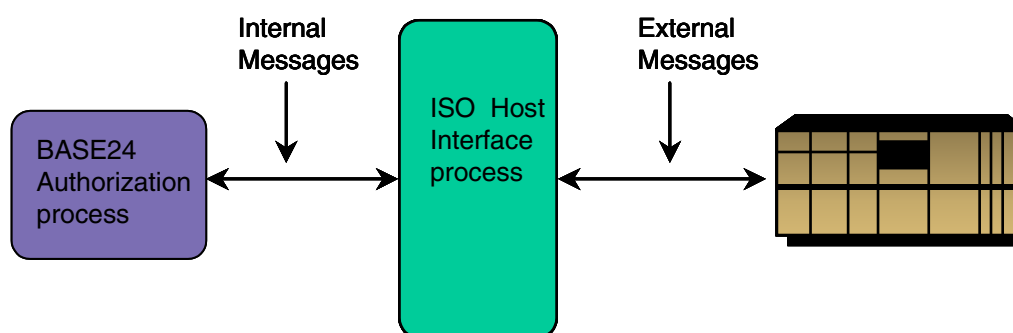 Internal
Messages
External
Messages
BASE24
Authorization
process
ISO Host
Interface
process